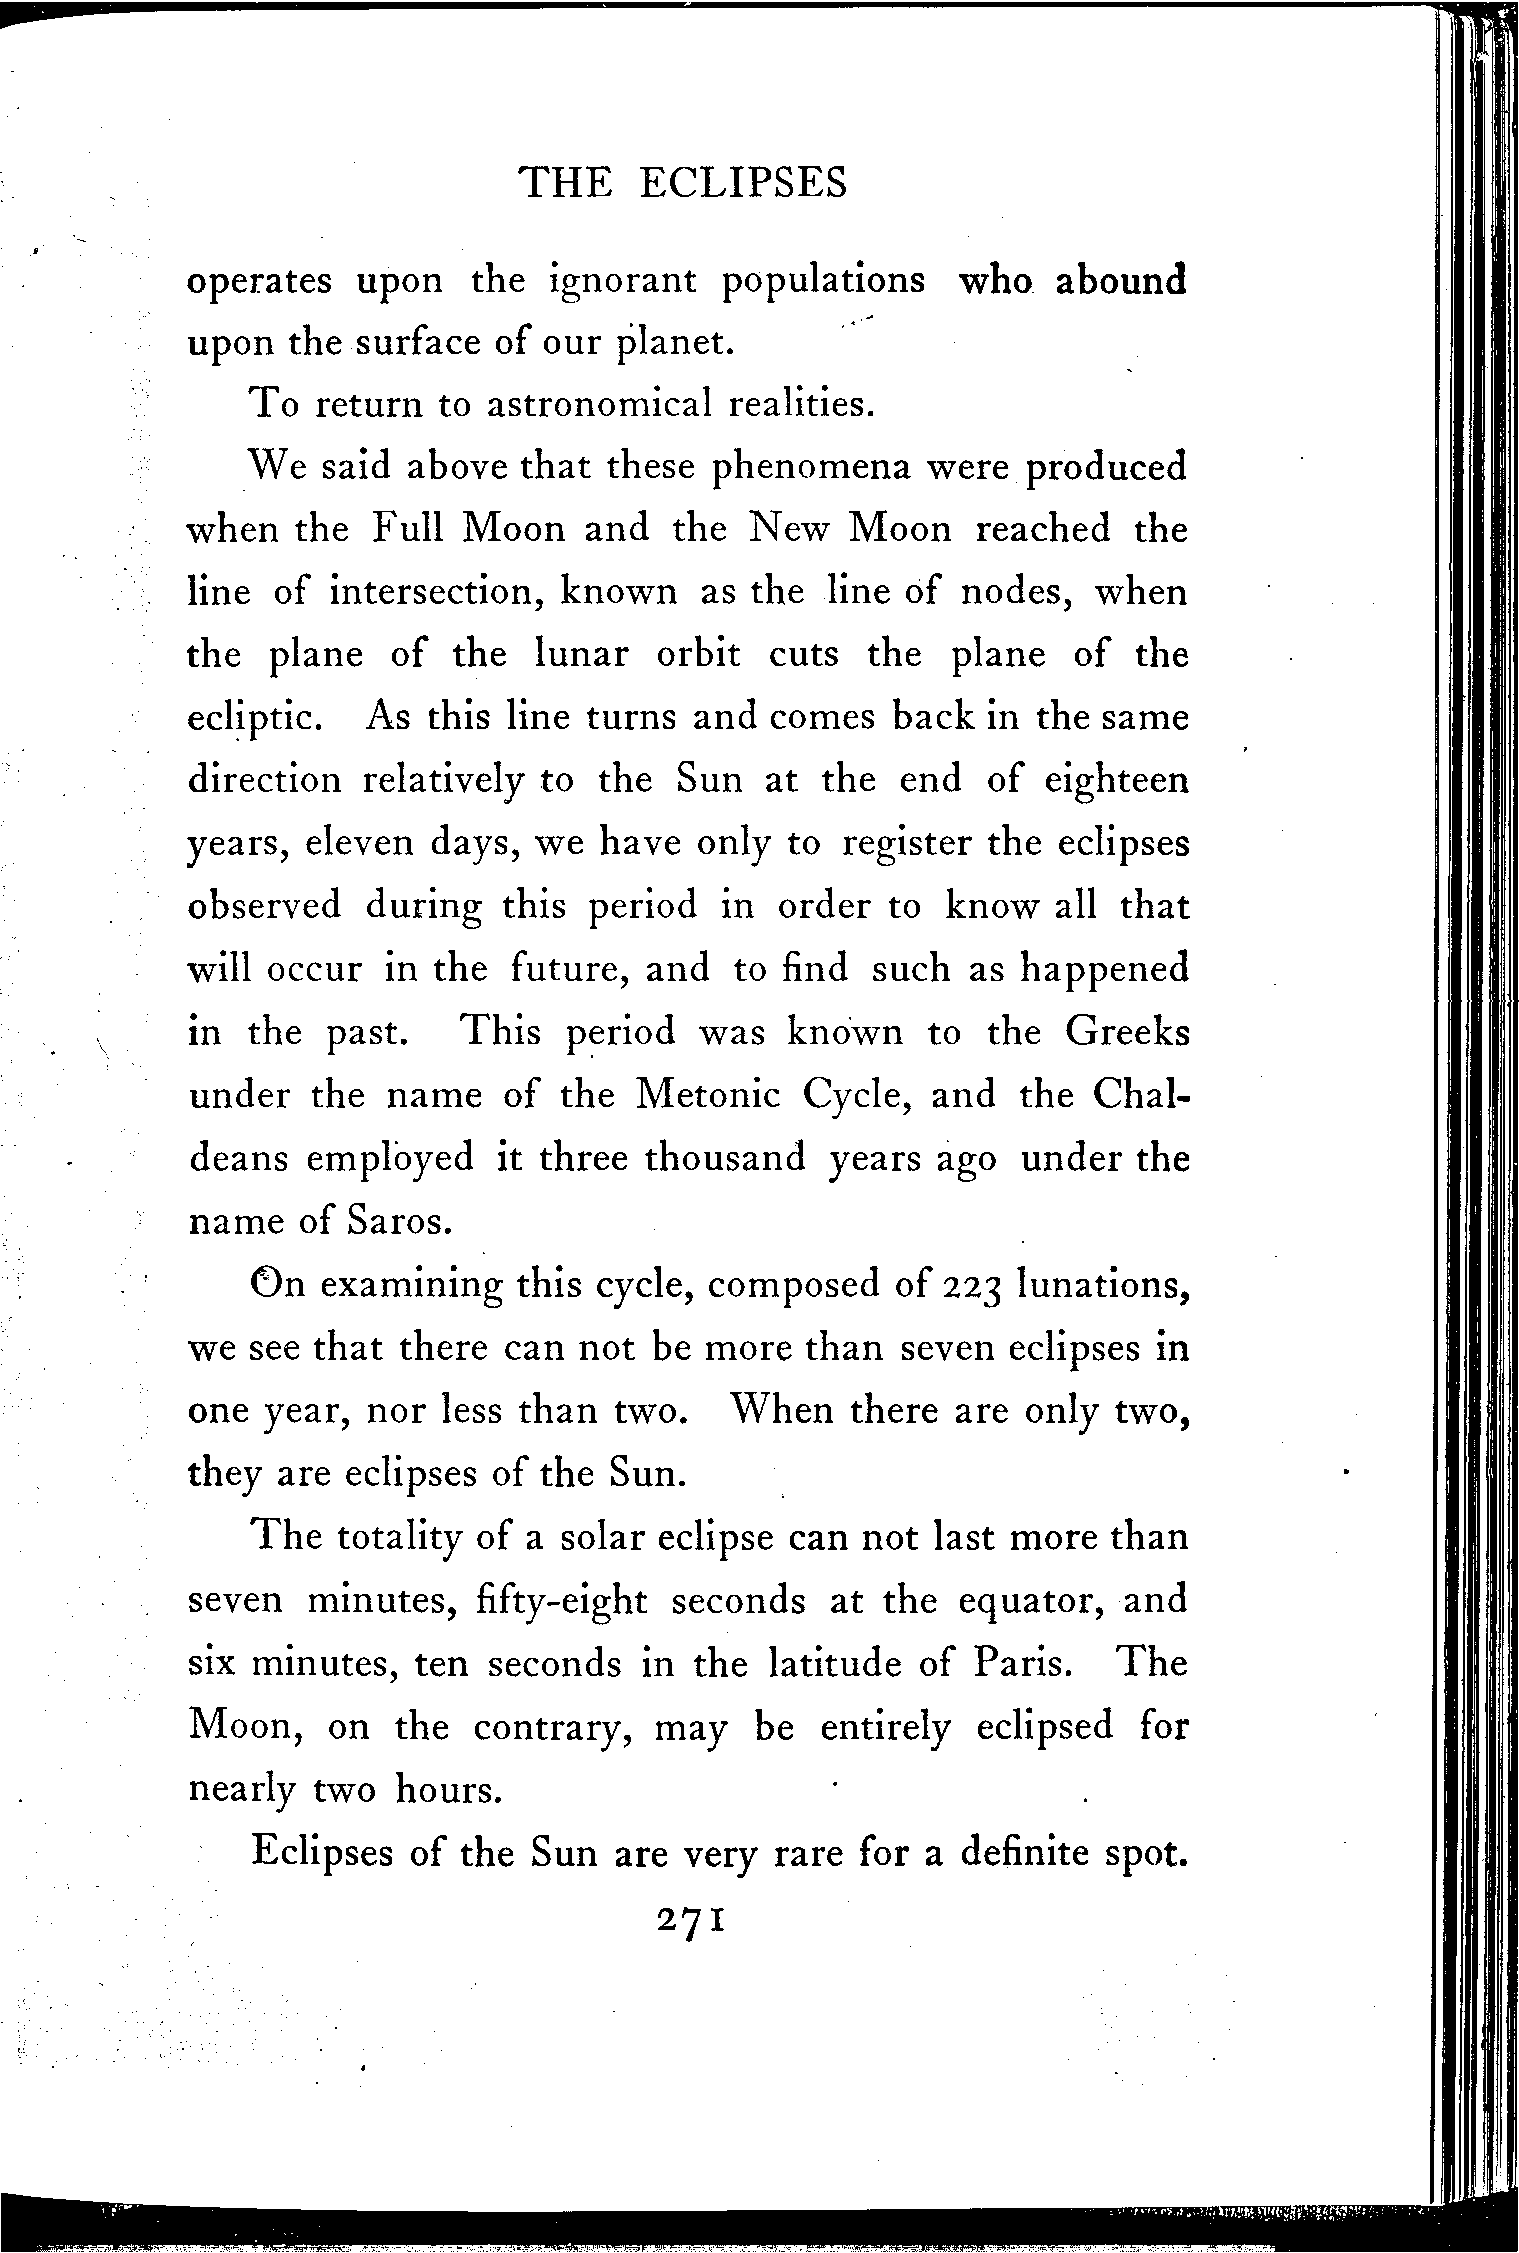 THE ECLIPSES
operates upon the ignorant populations who abound
upon the surface of our planet.
To return to astronomical realities.
We said above that these phenomena were produced
when the Full Moon and the New Moon reached the
line of intersection, known as the line of nodes, when
the plane of the lunar orbit cuts the plane of the
ecliptic. As this line turns and comes back in the same
direction relatively to the Sun at the end of eighteen
years, eleven days, we have only to register the eclipses
observed during this period in order to know all that
will occur in the future, and to find such as happened
in the past. This period was known to the Greeks
under the name of the Metonic Cycle, and the Chal-
deans employed it three thousand years ago under the
name of Saros.
On examining this cycle, composed of 223 lunations,
we see that there can not be more than seven eclipses in
one year, nor less than two. When there are only two,
they are eclipses of the Sun.
The totality of a solar eclipse can not last more than
seven minutes, fifty-eight seconds at the equator, and
six minutes, ten seconds in the latitude of Paris. The
Moon, on the contrary, may be entirely eclipsed for
nearly two hours.
Eclipses of the Sun are very rare for a definite spot.
271